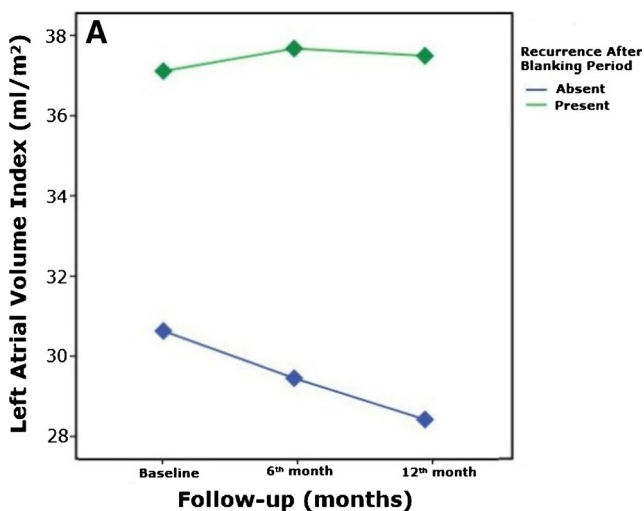 A
Recurrence After
Blanking Period
Absent
Present
Left Atrial Volume Index (ml/m²)
38
36
34
32
30
28
Baseline
6th month
12th month
Follow-up (months)